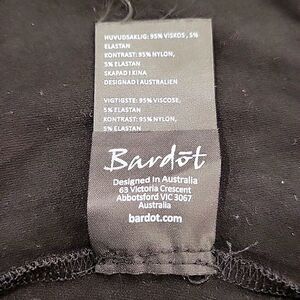 HUVUDSAKLIG: 95% VISKOS, 5%
ELASTAN
KONTRAST: 95% NYLON,
5% ELASTAN
SKAPAD I KINA
DESIGNAD I AUSTRALIEN
VIGTIGSTE: 95% VISCOSE,
5% ELASTAN
KONTRAST: 95% NYLON,
5% ELASTAN
Bardōt
Designed In Australia
63 Victoria Crescent
Abbotsford VIC 3067
Australia
bardot.com